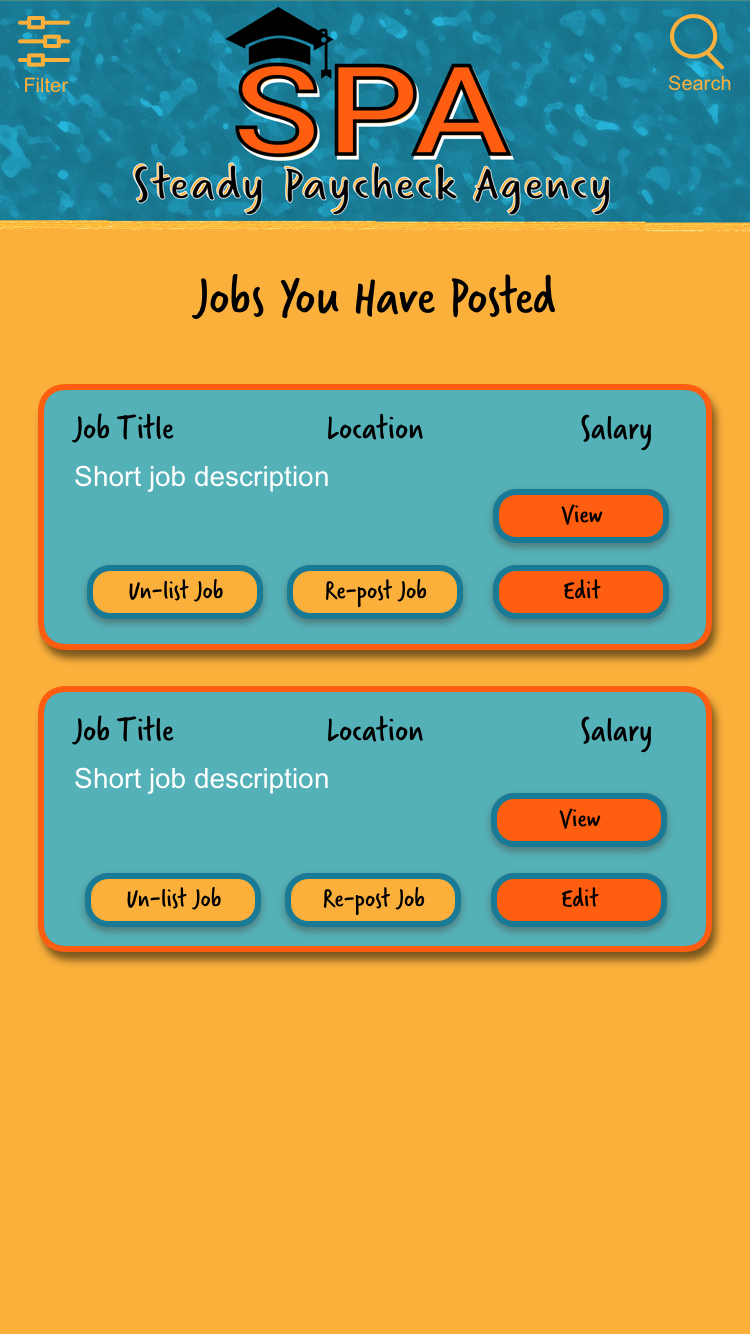 Filter
Search
SPA
Steady Paycheck Agency
Jobs You Have Posted
Job Title Location Salary
Short job description
View
Un-list Job Re-post Job Edit
Job Title Location Salary
Short job description
View
Un-list Job Re-post Job Edit